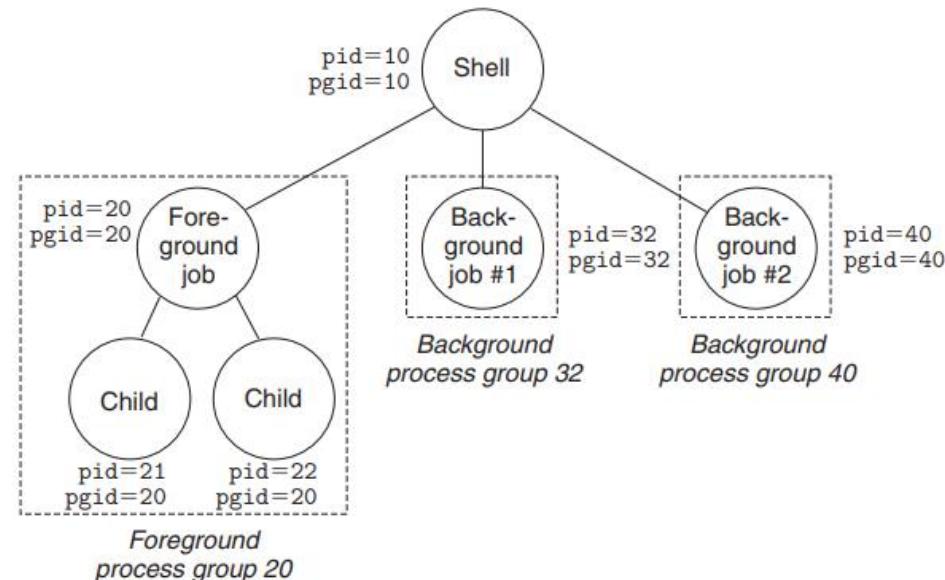 pid=10
pgid=10
Shell
pid=20
pgid=20
Fore-
ground
job
Back-
ground
job #1
pid=32
pgid=32
Back-
ground
job #2
pid=40
pgid=40
Background
process group 32
Background
process group 40
Child
Child
pid=21
pgid=20
pid=22
pgid=20
Foreground
process group 20